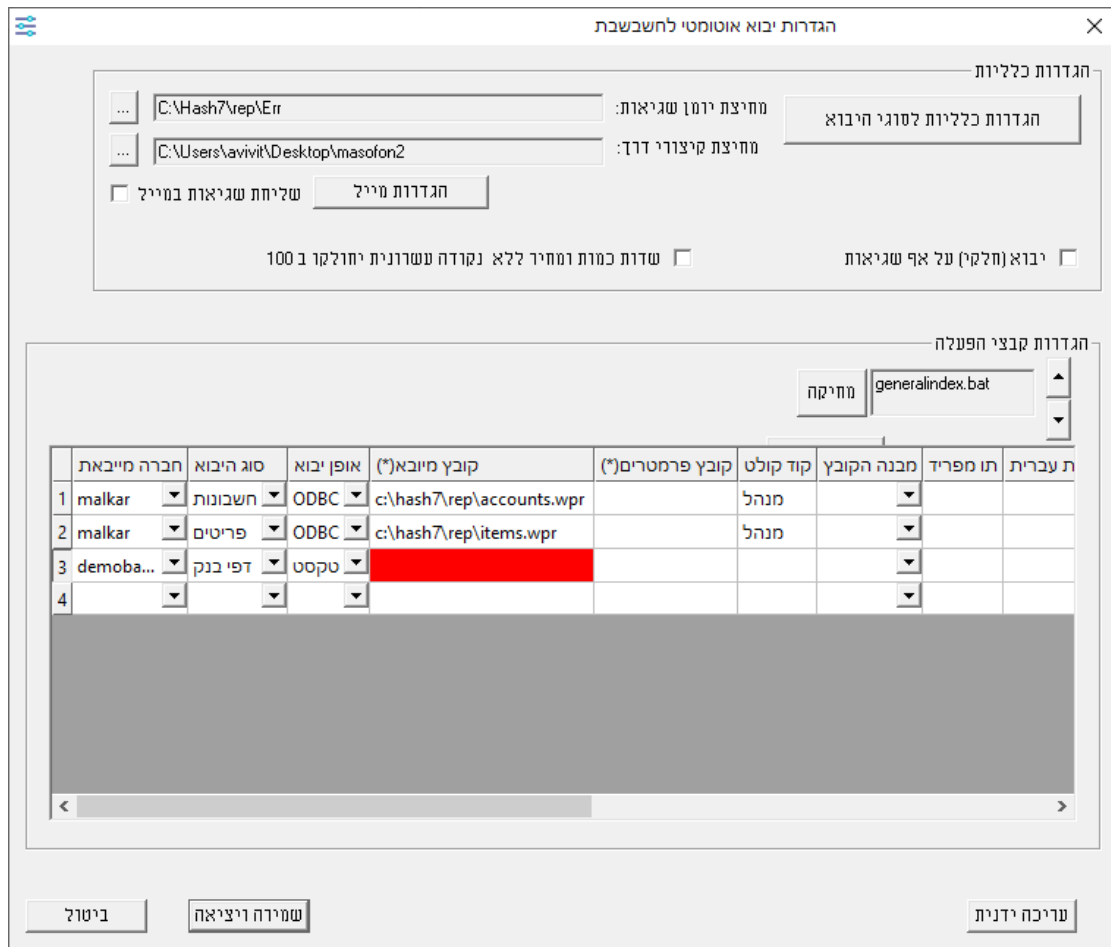 הגדרות יבוא אוטומטי לחשבשבת
הגדרות כלליות
הגדרות כלליות לסוגי היבוא
מחיצת יומן שגיאות: C:\Hash7\rep\Err ...
מחיצת קיצורי דרך: C:\Users\avivit\Desktop\masofon2 ...
הגדרות מייל שליחת שגיאות במייל
יבוא (חלקי) על אף שגיאות שדות כמות ומחיר ללא נקודה עשרונית יחולקו ב 100
הגדרות קבצי הפעלה
generalindex.bat מחיקה
חברה מייבאת סוג היבוא אופן יבוא קובץ מיובא(*) קובץ פרמטרים(*) קוד קולט מבנה הקובץ תו מפריד ת עברית
1 malkar חשבונות ODBC c:\hash7\rep\accounts.wpr מנהל
2 malkar פריטים ODBC c:\hash7\rep\items.wpr מנהל
3 demoba... דפי בנק טקסט
4
עריכה ידנית שמירה ויציאה ביטול